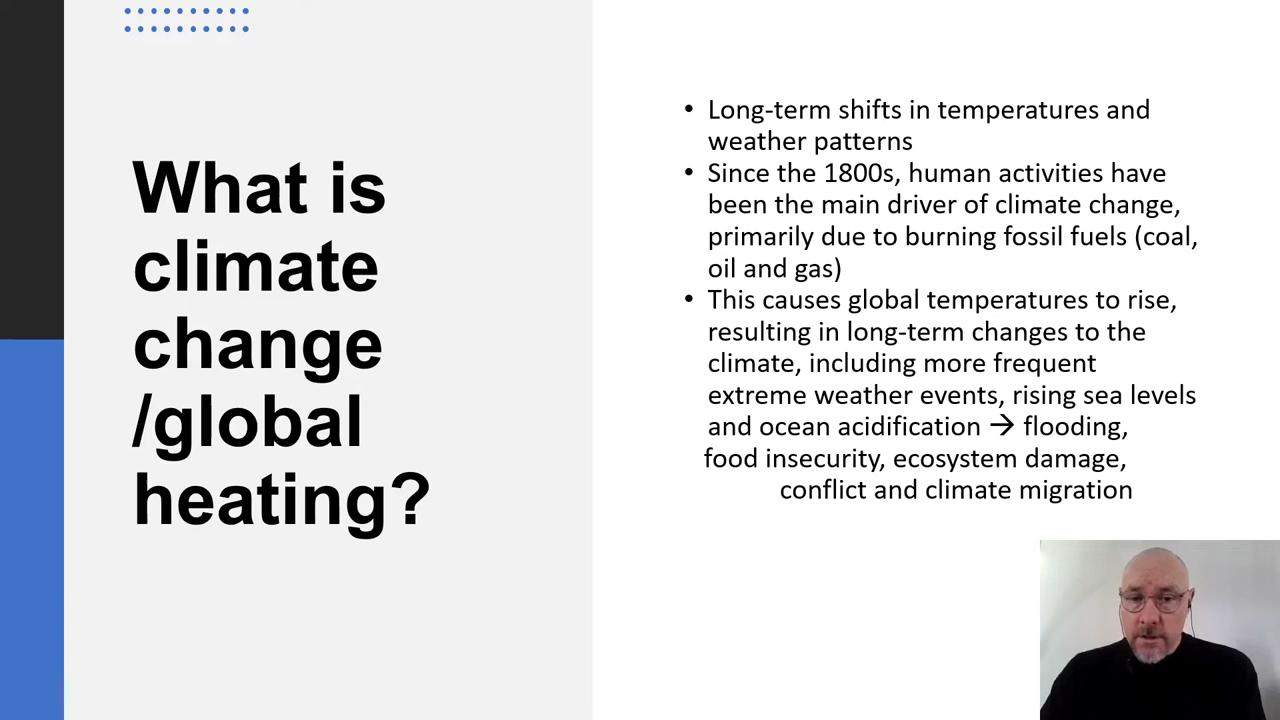 What is
climate
change
/global
heating?
• Long-term shifts in temperatures and
weather patterns
• Since the 1800s, human activities have
been the main driver of climate change,
primarily due to burning fossil fuels (coal,
oil and gas)
• This causes global temperatures to rise,
resulting in long-term changes to the
climate, including more frequent
extreme weather events, rising sea levels
and ocean acidification → flooding,
food insecurity, ecosystem damage,
conflict and climate migration